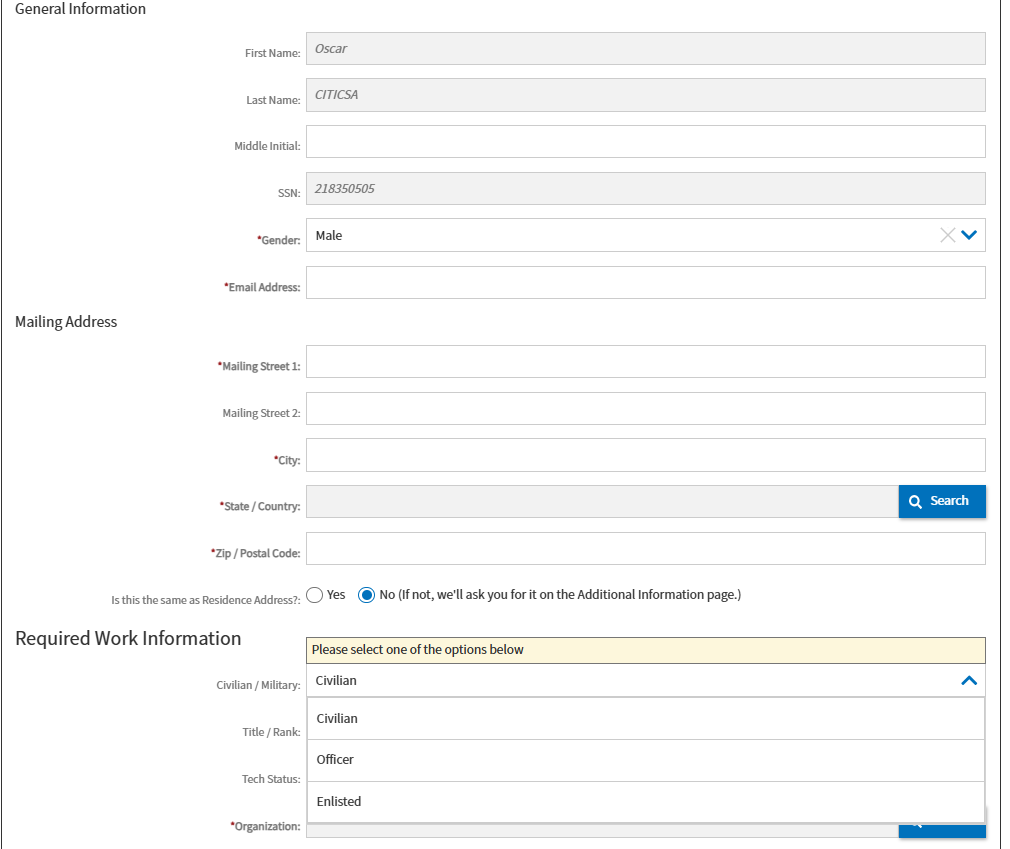 General Information
First Name: Oscar
Last Name: CITICSA
Middle Initial:
SSN: 218350505
*Gender: Male
*Email Address:
Mailing Address
*Mailing Street 1:
Mailing Street 2:
*City:
*State / Country: Search
*Zip / Postal Code:
Is this the same as Residence Address?: Yes No (If not, we'll ask you for it on the Additional Information page.)
Required Work Information
Please select one of the options below
Civilian / Military: Civilian
Civilian
Title / Rank:
Officer
Tech Status:
Enlisted
*Organization: